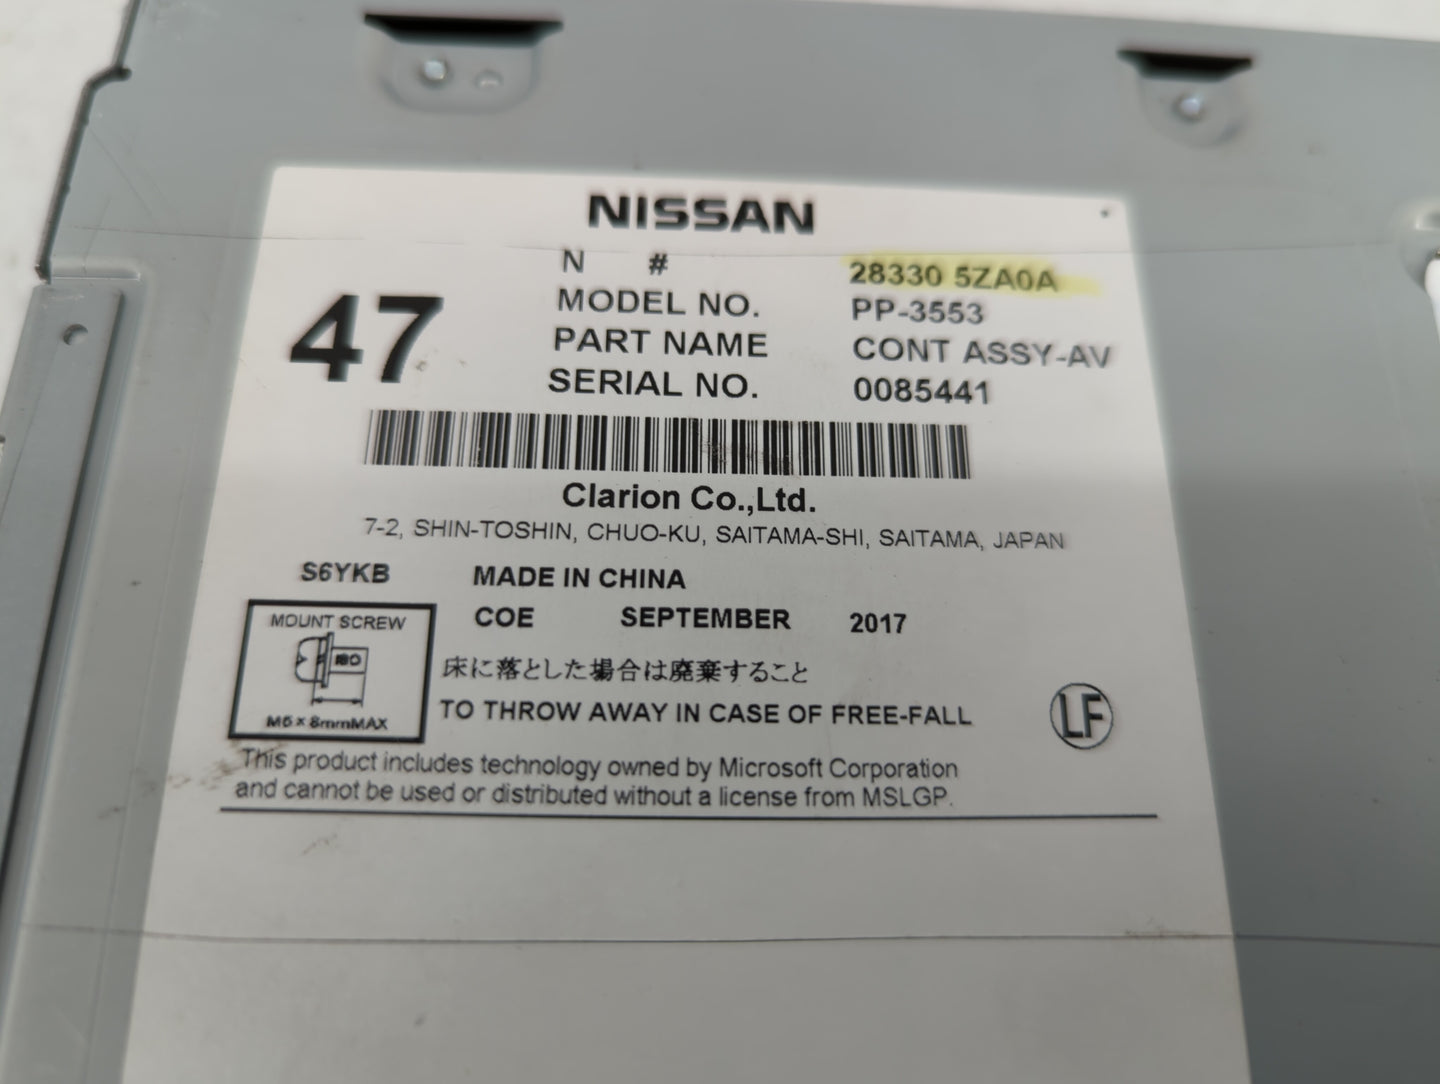 NISSAN
N # 28330 5ZA0A
MODEL NO. PP-3553
PART NAME CONT ASSY-AV
SERIAL NO. 0085441
47
Clarion Co.,Ltd.
7-2, SHIN-TOSHIN, CHUO-KU, SAITAMA-SHI, SAITAMA, JAPAN
S6YKB MADE IN CHINA
COE SEPTEMBER 2017
MOUNT SCREW
M5 × 8mmMAX
床に落とした場合は廃棄すること
TO THROW AWAY IN CASE OF FREE-FALL
LF
This product includes technology owned by Microsoft Corporation
and cannot be used or distributed without a license from MSLGP.